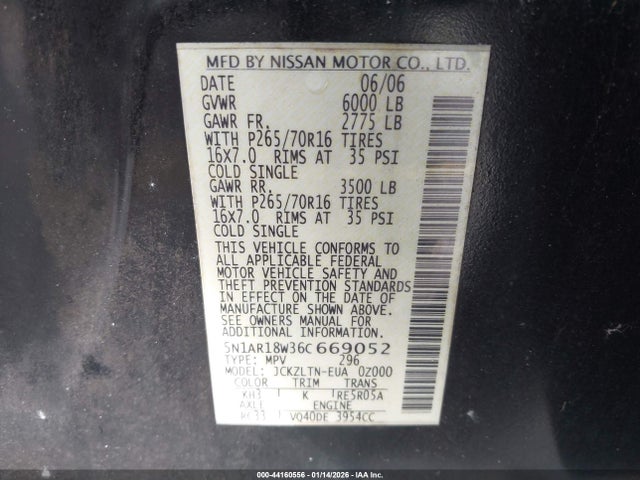 MFD BY NISSAN MOTOR CO., LTD.
DATE 06/06
GVWR 6000 LB
GAWR FR. 2775 LB
WITH P265/70R16 TIRES
16X7.0 RIMS AT 35 PSI
COLD SINGLE
GAWR RR. 3500 LB
WITH P265/70R16 TIRES
16X7.0 RIMS AT 35 PSI
COLD SINGLE
THIS VEHICLE CONFORMS TO
ALL APPLICABLE FEDERAL
MOTOR VEHICLE SAFETY AND
THEFT PREVENTION STANDARDS
IN EFFECT ON THE DATE OF
MANUFACTURE SHOWN ABOVE.
SEE OWNERS MANUAL FOR
ADDITIONAL INFORMATION.
5N1AR18W36C669052
TYPE: MPV 296
MODEL: JCKZLTN-EUA 0Z000
COLOR TRIM TRANS
KH3 K RE5R05A
AXLE ENGINE
33 VQ40DE 3954CC
000-44160556 - 01/14/2026 - IAA Inc.